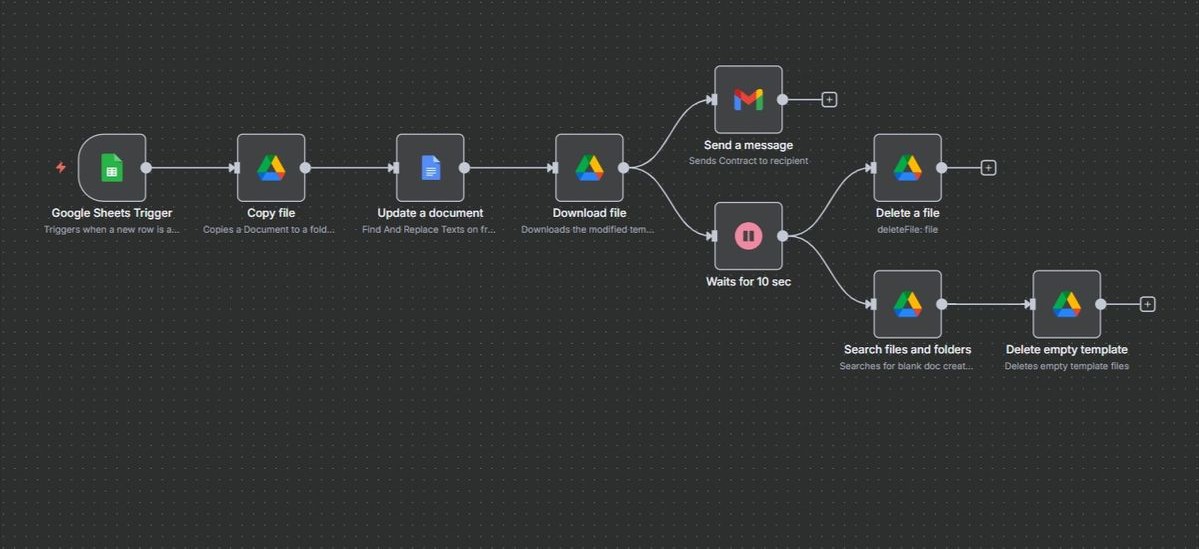 Send a message
Sends Contract to recipient
Google Sheets Trigger
Triggers when a new row is a...
Copy file
Copies a Document to a fold...
Update a document
Find And Replace Texts on fr...
Download file
Downloads the modified tem...
Delete a file
deleteFile: file
Waits for 10 sec
Search files and folders
Searches for blank doc creat...
Delete empty template
Deletes empty template files